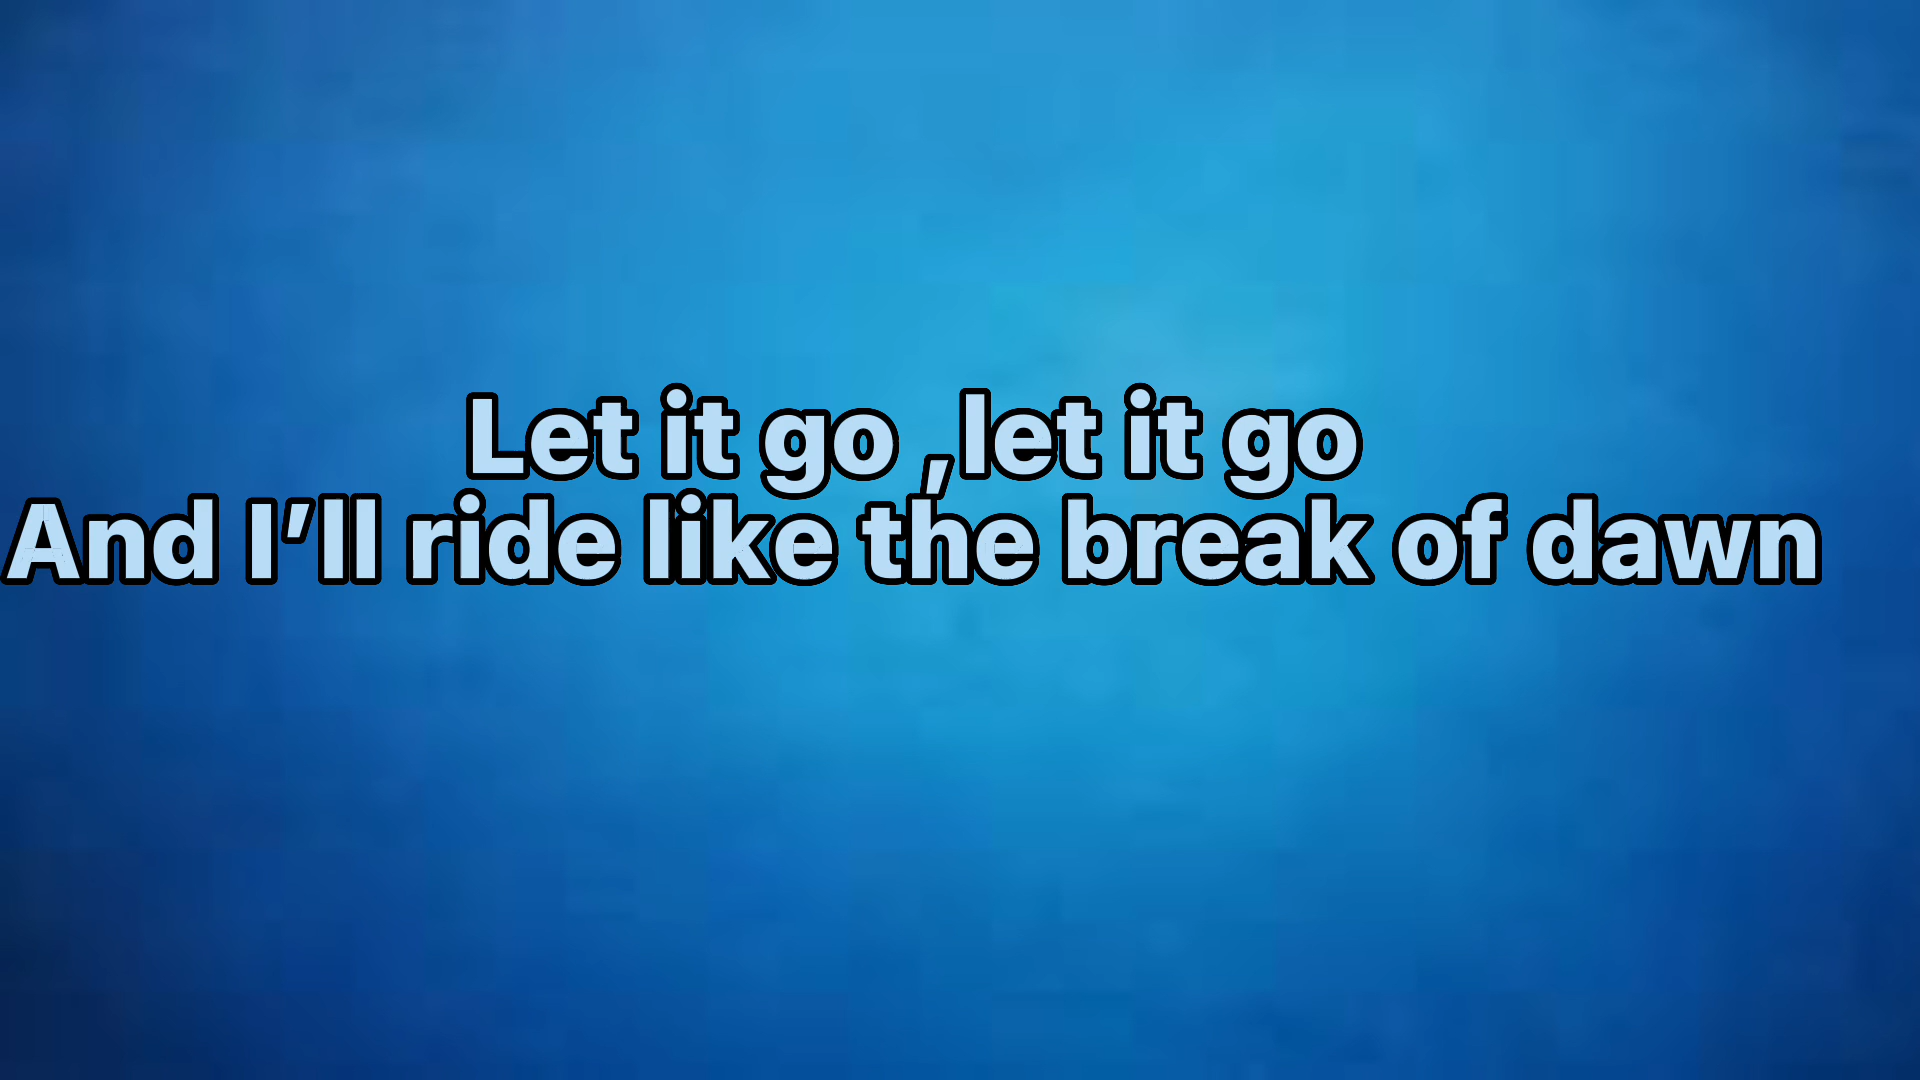 Let it go ,let it go
And I’ll ride like the break of dawn